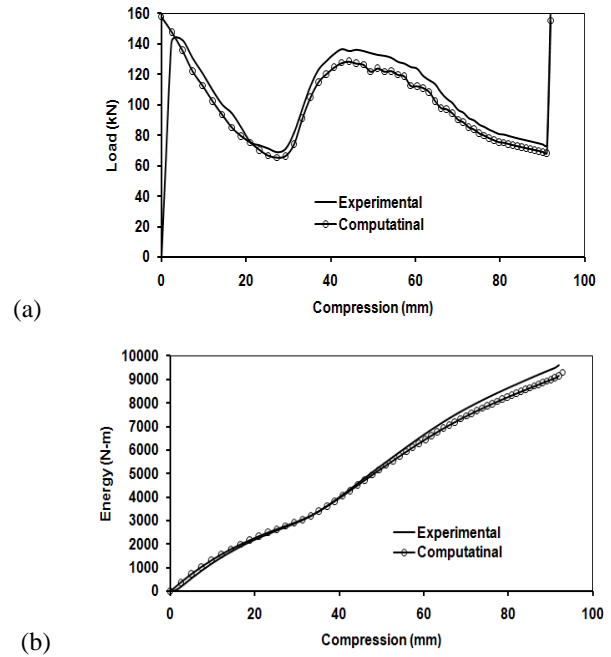 160
140
120
100
80
60
40
20
0
Load (kN)
Experimental
Computatinal
0 20 40 60 80 100
Compression (mm)
(a)
10000
9000
8000
7000
6000
5000
4000
3000
2000
1000
0
Energy (N-m)
Experimental
Computatinal
0 20 40 60 80 100
Compression (mm)
(b)